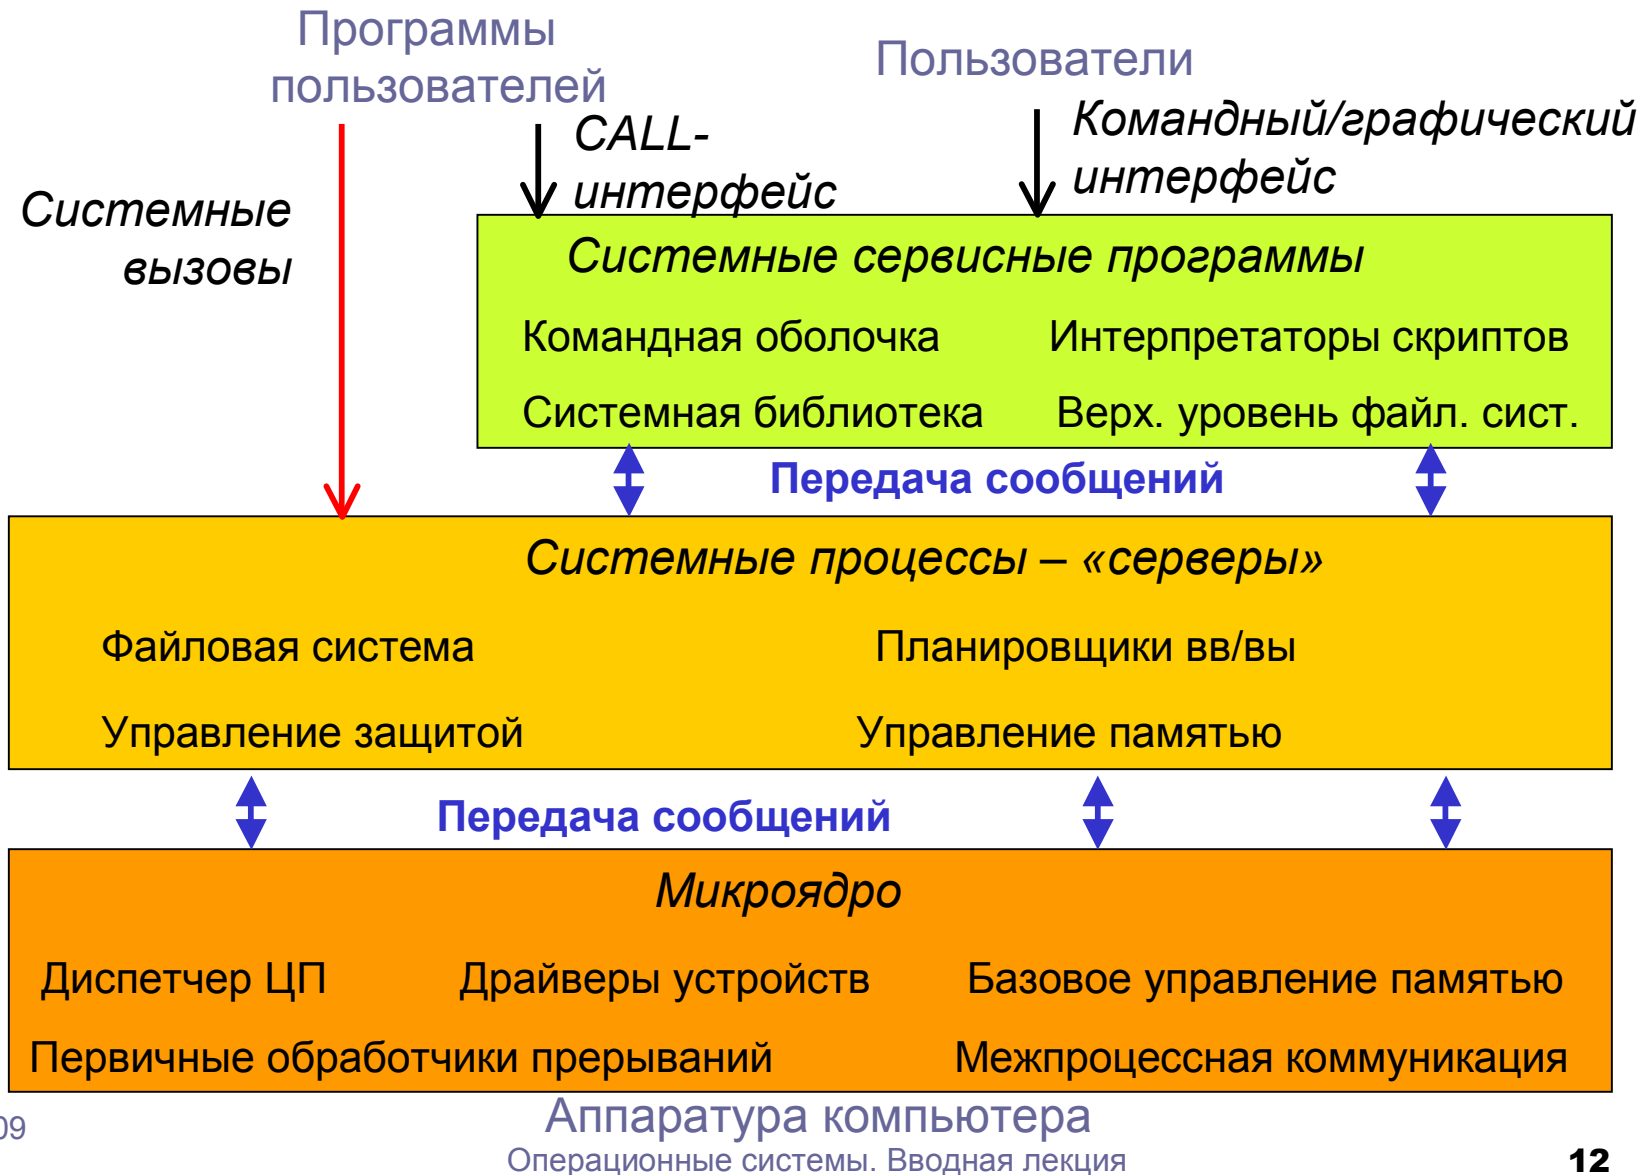 Программы
пользователей
Пользователи
CALL-
интерфейс
Командный/графический
интерфейс
Системные
вызовы
Системные сервисные программы
Командная оболочка Интерпретаторы скриптов
Системная библиотека Верх. уровень файл. сист.
Передача сообщений
Системные процессы – «серверы»
Файловая система Планировщики вв/вы
Управление защитой Управление памятью
Передача сообщений
Микроядро
Диспетчер ЦП Драйверы устройств Базовое управление памятью
Первичные обработчики прерываний Межпроцессная коммуникация
Аппаратура компьютера
09
Операционные системы. Вводная лекция
12